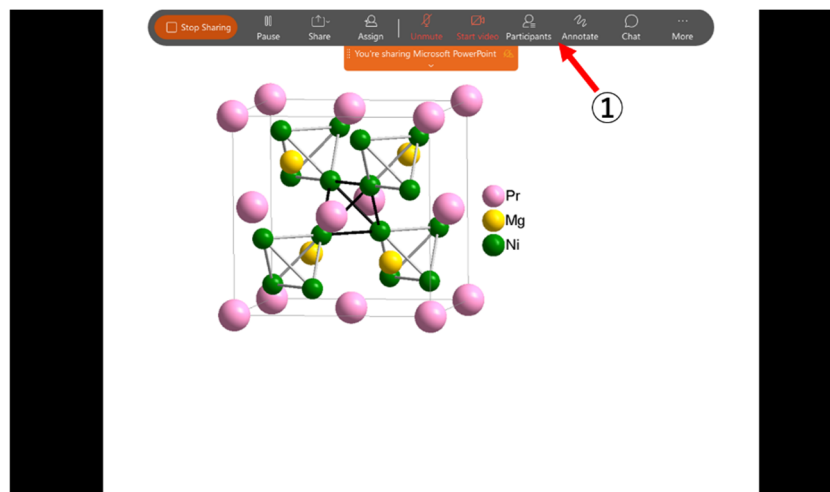 Stop Sharing
Pause
Share
Assign
Unmute
Start video
Participants
Annotate
Chat
More
You're sharing Microsoft PowerPoint
①
Pr
Mg
Ni